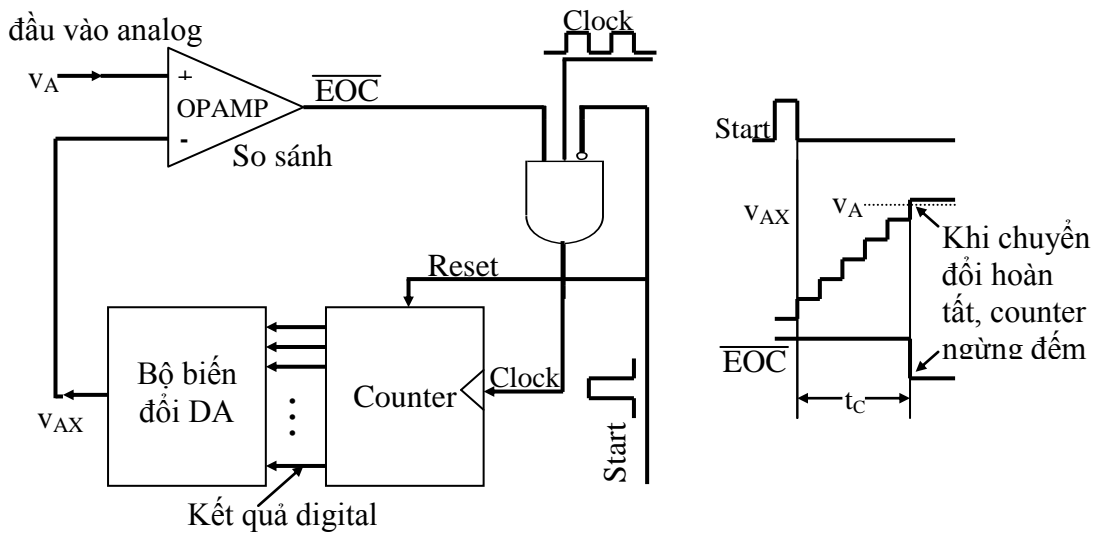 đầu vào analog
Clock
vA
+
OPAMP
-
EOC
So sánh
Reset
Bộ biến
đổi DA
Counter
Clock
vAX
Start
Kết quả digital
Start
vAX
vA
Khi chuyển
đổi hoàn
tất, counter
ngừng đếm
EOC
tC